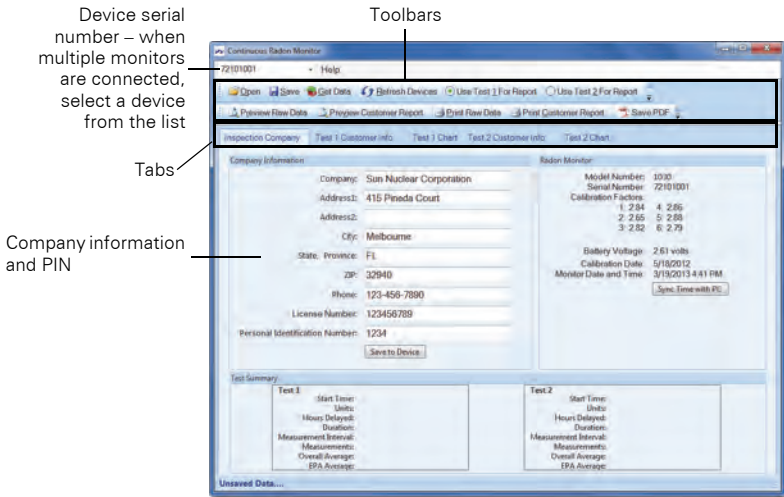 Device serial
number – when
multiple monitors
are connected,
select a device
from the list
Toolbars
Tabs
Company information
and PIN
Continuous Radon Monitor
72101001 Help
Open Save Get Data Refresh Devices Use Test 1 For Report Use Test 2 For Report
Preview Raw Data Preview Customer Report Print Raw Data Print Customer Report Save PDF
Inspection Company Test 1 Customer Info Test 1 Chart Test 2 Customer Info Test 2 Chart
Company Information
Company: Sun Nuclear Corporation
Address1: 415 Pineda Court
Address2:
City: Melbourne
State, Province: FL
ZIP: 32940
Phone: 123-456-7890
License Number: 123456789
Personal Identification Number: 1234
Save to Device
Radon Monitor
Model Number: 1030
Serial Number: 72101001
Calibration Factors:
1: 2.84 4: 2.86
2: 2.65 5: 2.88
3: 2.82 6: 2.79
Battery Voltage: 2.61 volts
Calibration Date: 5/18/2012
Monitor Date and Time: 3/19/2013 4:41 PM
Sync Time with PC
Test Summary
Test 1
Start Time:
Units:
Hours Delayed:
Duration:
Measurement Interval:
Measurements:
Overall Average:
EPA Average:
Test 2
Start Time:
Units:
Hours Delayed:
Duration:
Measurement Interval:
Measurements:
Overall Average:
EPA Average:
Unsaved Data....